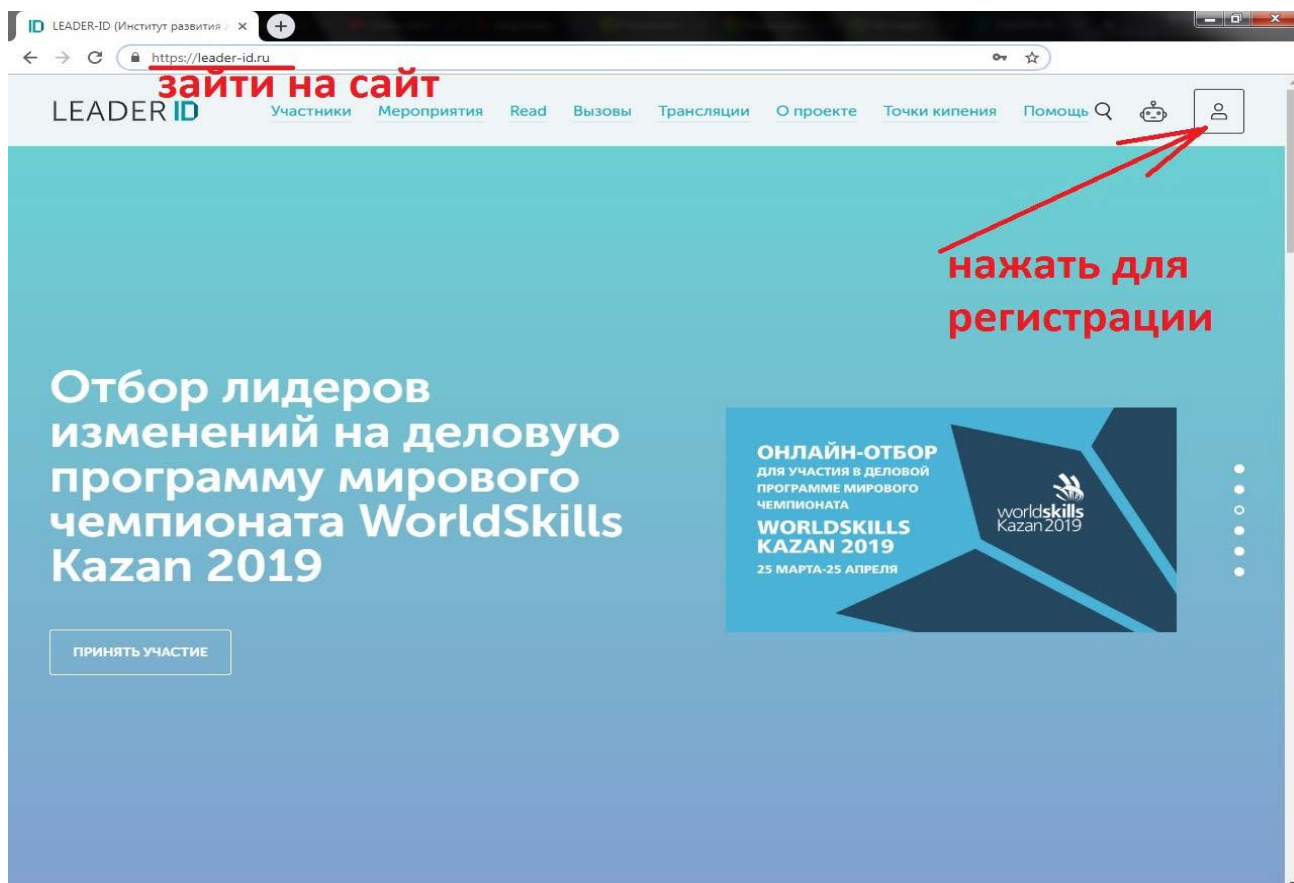 LEADER-ID (Институт развития
https://leader-id.ru
зайти на сайт
LEADER ID Участники Мероприятия Read Вызовы Трансляции О проекте Точки кипения Помощь
нажать для
регистрации
Отбор лидеров
изменений на деловую
программу мирового
чемпионата WorldSkills
Kazan 2019
ПРИНЯТЬ УЧАСТИЕ
ОНЛАЙН-ОТБОР
ДЛЯ УЧАСТИЯ В ДЕЛОВОЙ
ПРОГРАММЕ МИРОВОГО
ЧЕМПИОНАТА
WORLDSKILLS
KAZAN 2019
25 МАРТА-25 АПРЕЛЯ
worldskills
Kazan 2019